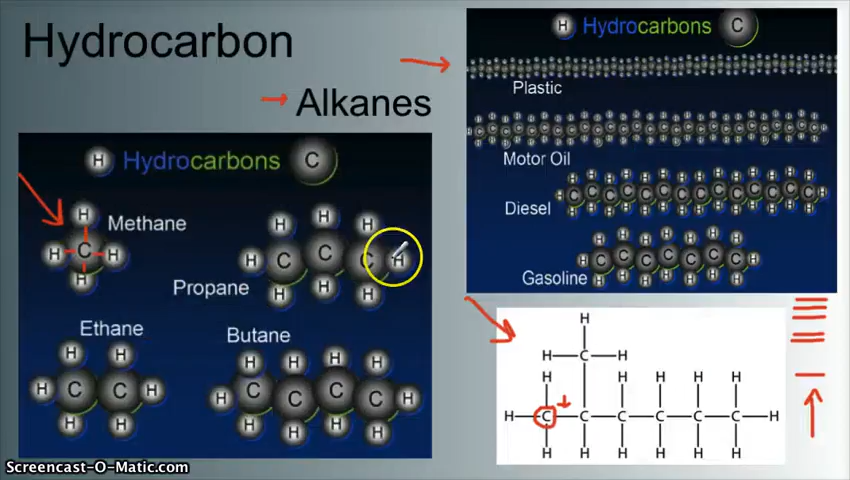 Hydrocarbon
Alkanes
H Hydrocarbons C
Methane
H
H C H
H
Propane
H H H
H C C C H
H H H
Ethane
H H
H C C H
H H
Butane
H H H H
H C C C C H
H H H H
H Hydrocarbons C
Plastic
Motor Oil
Diesel
Gasoline
H
H C H
H H H H H
H C C C C C C H
H H H H H H
Screencast-O-Matic.com